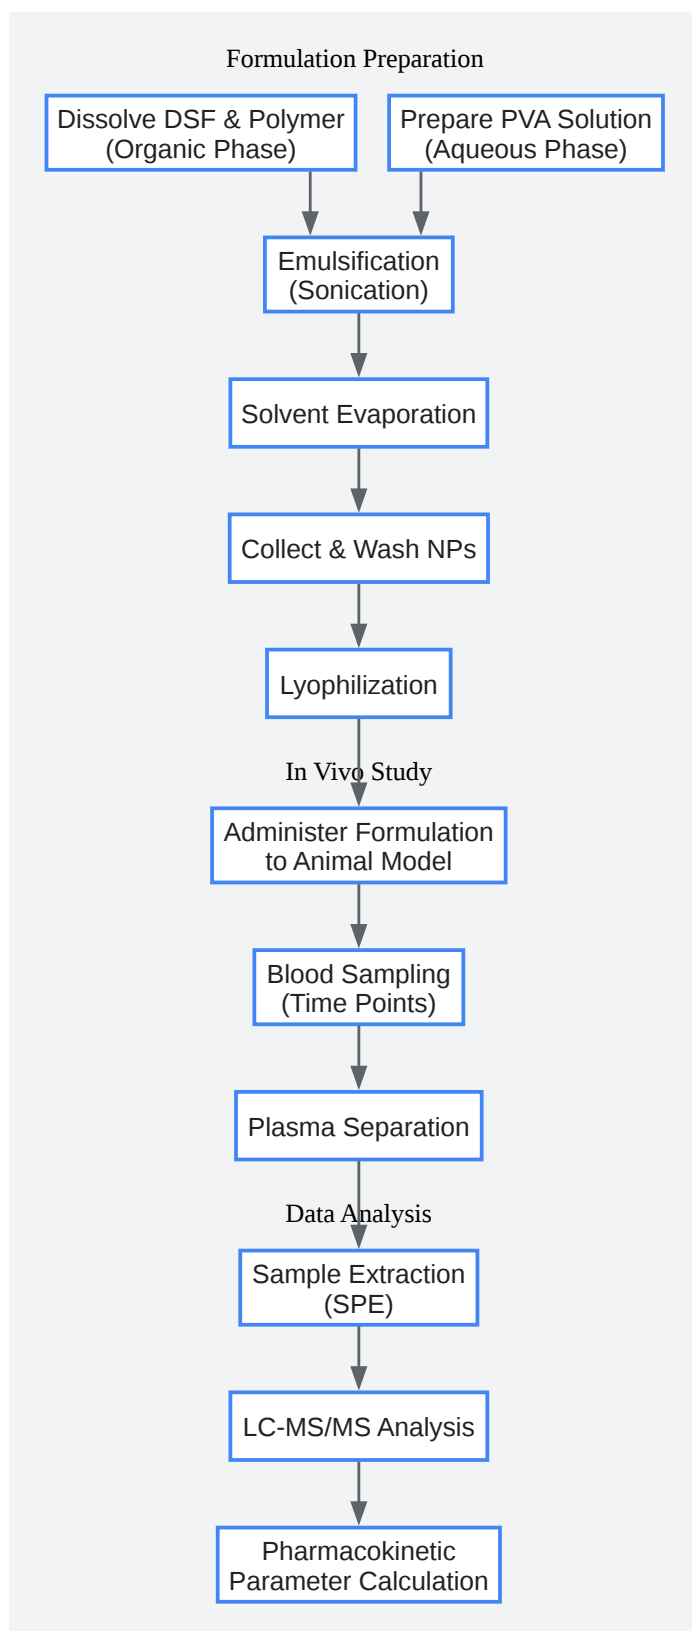 Formulation Preparation
Dissolve DSF & Polymer
(Organic Phase)
Prepare PVA Solution
(Aqueous Phase)
Emulsification
(Sonication)
Solvent Evaporation
Collect & Wash NPs
Lyophilization
In Vivo Study
Administer Formulation
to Animal Model
Blood Sampling
(Time Points)
Plasma Separation
Data Analysis
Sample Extraction
(SPE)
LC-MS/MS Analysis
Pharmacokinetic
Parameter Calculation